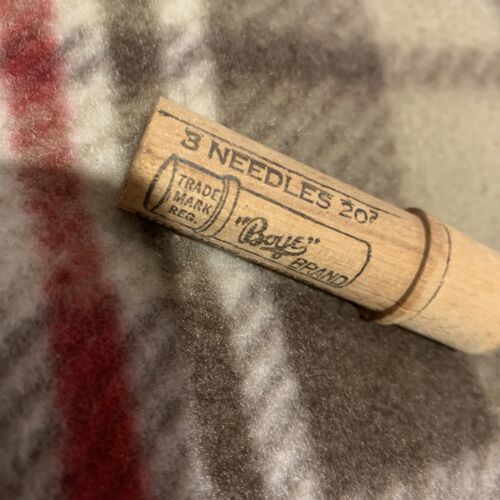 3 NEEDLES 20¢
TRADE
MARK
REG.
"Boye"
BRAND